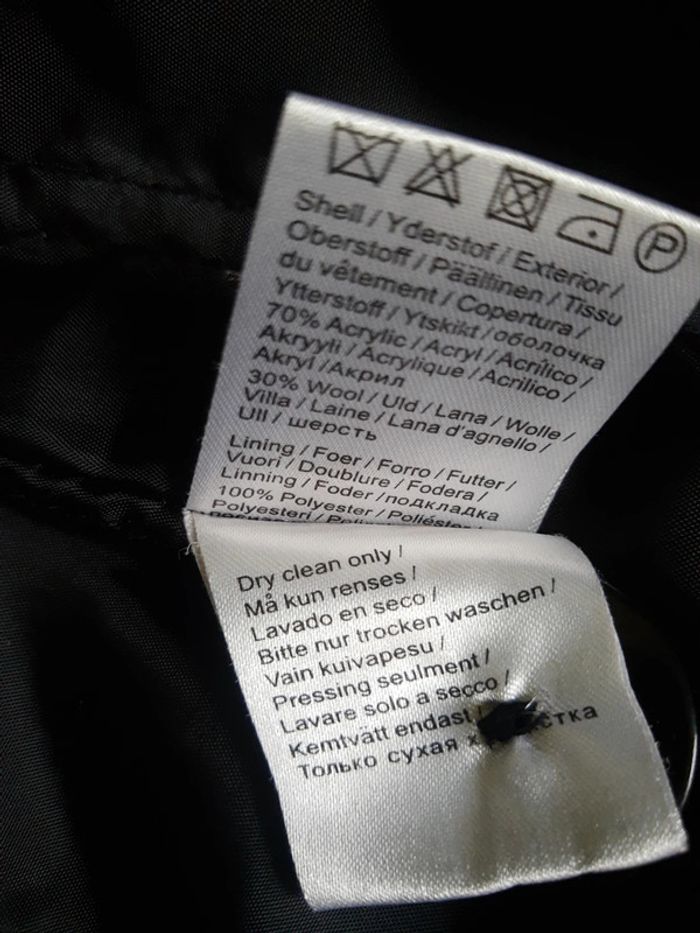 P
Shell / Yderstof / Exterior /
Oberstoff / Päällinen / Tissu
du vêtement / Copertura /
Ytterstoff / Ytskikt / оболочка
70% Acrylic / Acryl / Acrílico /
Akryyli / Acrylique / Acrilico /
Akryl / Акрил
30% Wool / Uld / Lana / Wolle /
Villa / Laine / Lana d'agnello /
Ull / шерсть
Lining / Foer / Forro / Futter /
Vuori / Doublure / Fodera /
Linning / Foder / подкладка
100% Polyester / Poliéster
Polyesteri /
Dry clean only /
Må kun renses /
Lavado en seco /
Bitte nur trocken waschen /
Vain kuivapesu /
Pressing seulment /
Lavare solo a secco /
Kemtvätt endast /
Только сухая